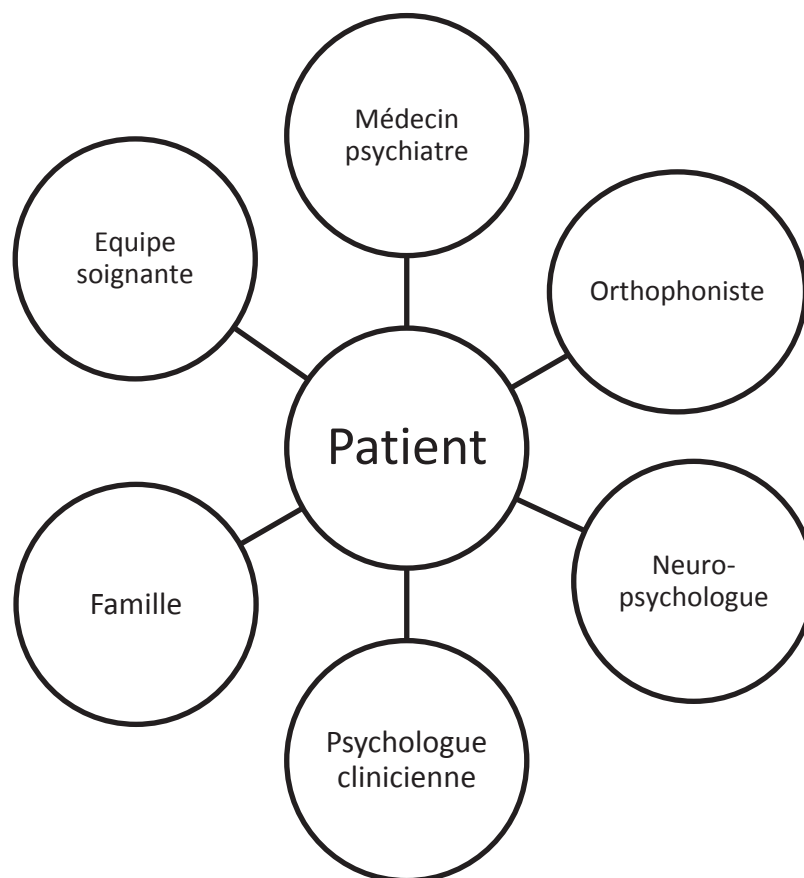 Médecin
psychiatre
Equipe
soignante
Orthophoniste
Patient
Neuro-
psychologue
Famille
Psychologue
clinicienne